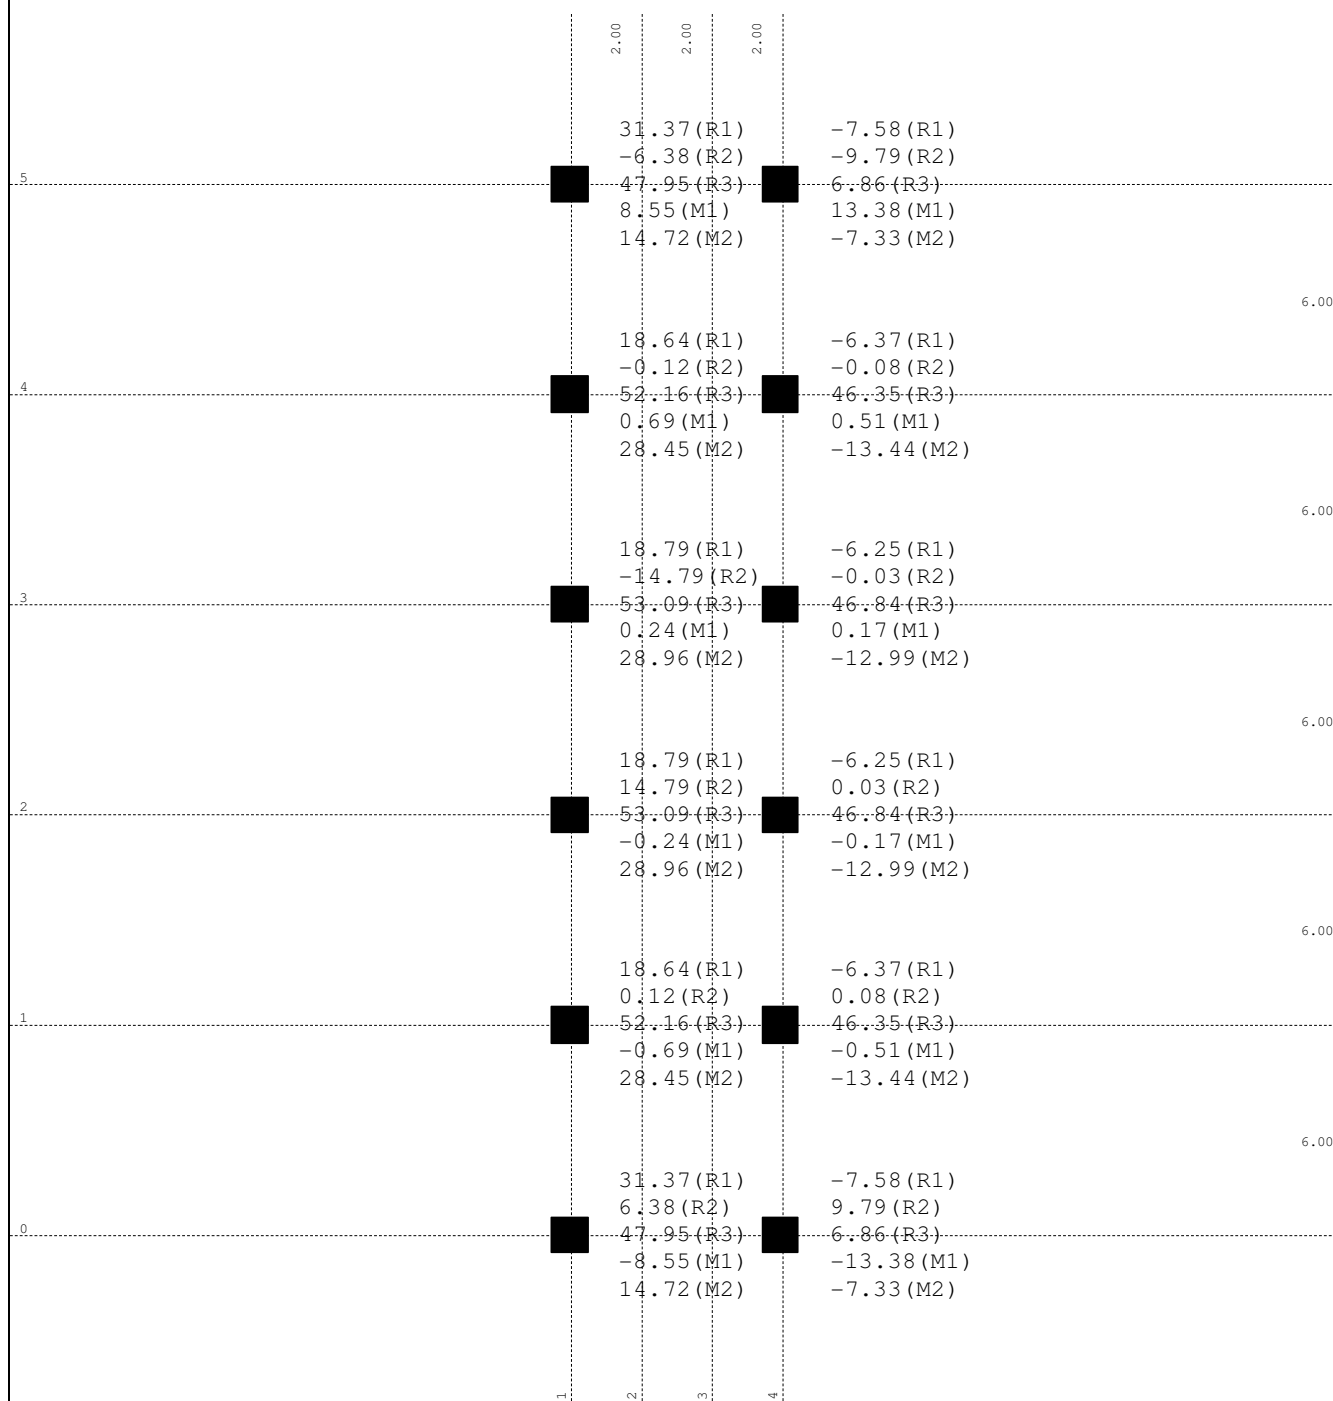 2.00 2.00 2.00
31.37(R1) -7.58(R1)
-6.38(R2) -9.79(R2)
5 47.95(R3) 6.86(R3)
8.55(M1) 13.38(M1)
14.72(M2) -7.33(M2)
6.00
18.64(R1) -6.37(R1)
-0.12(R2) -0.08(R2)
4 52.16(R3) 46.35(R3)
0.69(M1) 0.51(M1)
28.45(M2) -13.44(M2)
6.00
18.79(R1) -6.25(R1)
-14.79(R2) -0.03(R2)
3 53.09(R3) 46.84(R3)
0.24(M1) 0.17(M1)
28.96(M2) -12.99(M2)
6.00
18.79(R1) -6.25(R1)
14.79(R2) 0.03(R2)
2 53.09(R3) 46.84(R3)
-0.24(M1) -0.17(M1)
28.96(M2) -12.99(M2)
6.00
18.64(R1) -6.37(R1)
0.12(R2) 0.08(R2)
1 52.16(R3) 46.35(R3)
-0.69(M1) -0.51(M1)
28.45(M2) -13.44(M2)
6.00
31.37(R1) -7.58(R1)
6.38(R2) 9.79(R2)
0 47.95(R3) 6.86(R3)
-8.55(M1) -13.38(M1)
14.72(M2) -7.33(M2)
1 2 3 4